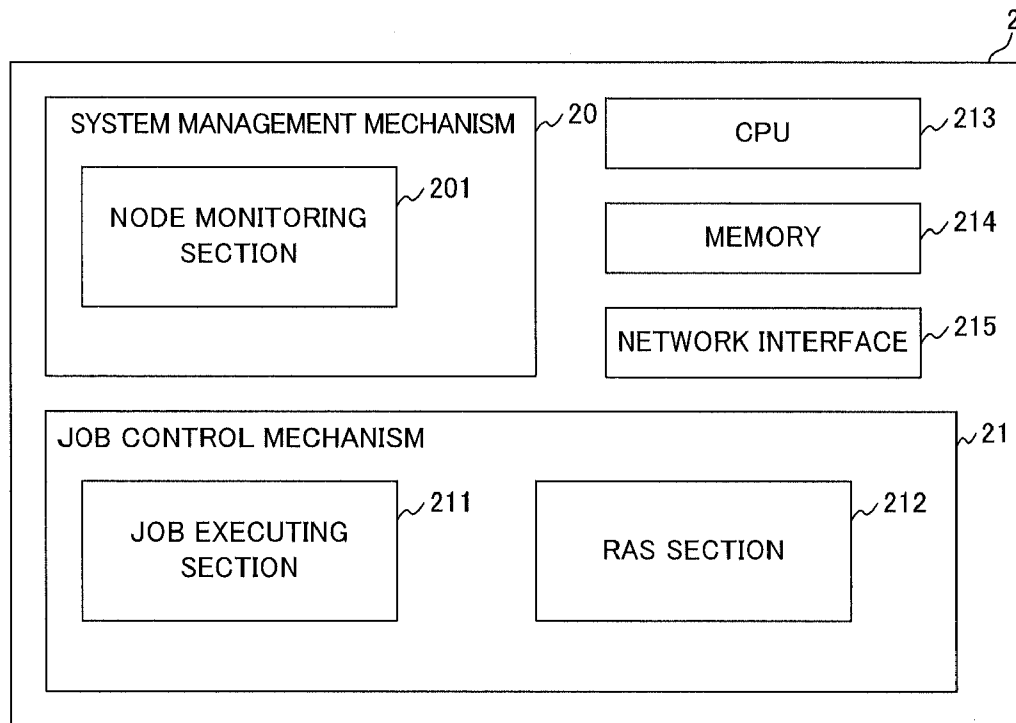 2
SYSTEM MANAGEMENT MECHANISM
20
CPU
213
NODE MONITORING
SECTION
201
MEMORY
214
NETWORK INTERFACE
215
JOB CONTROL MECHANISM
21
JOB EXECUTING
SECTION
211
RAS SECTION
212